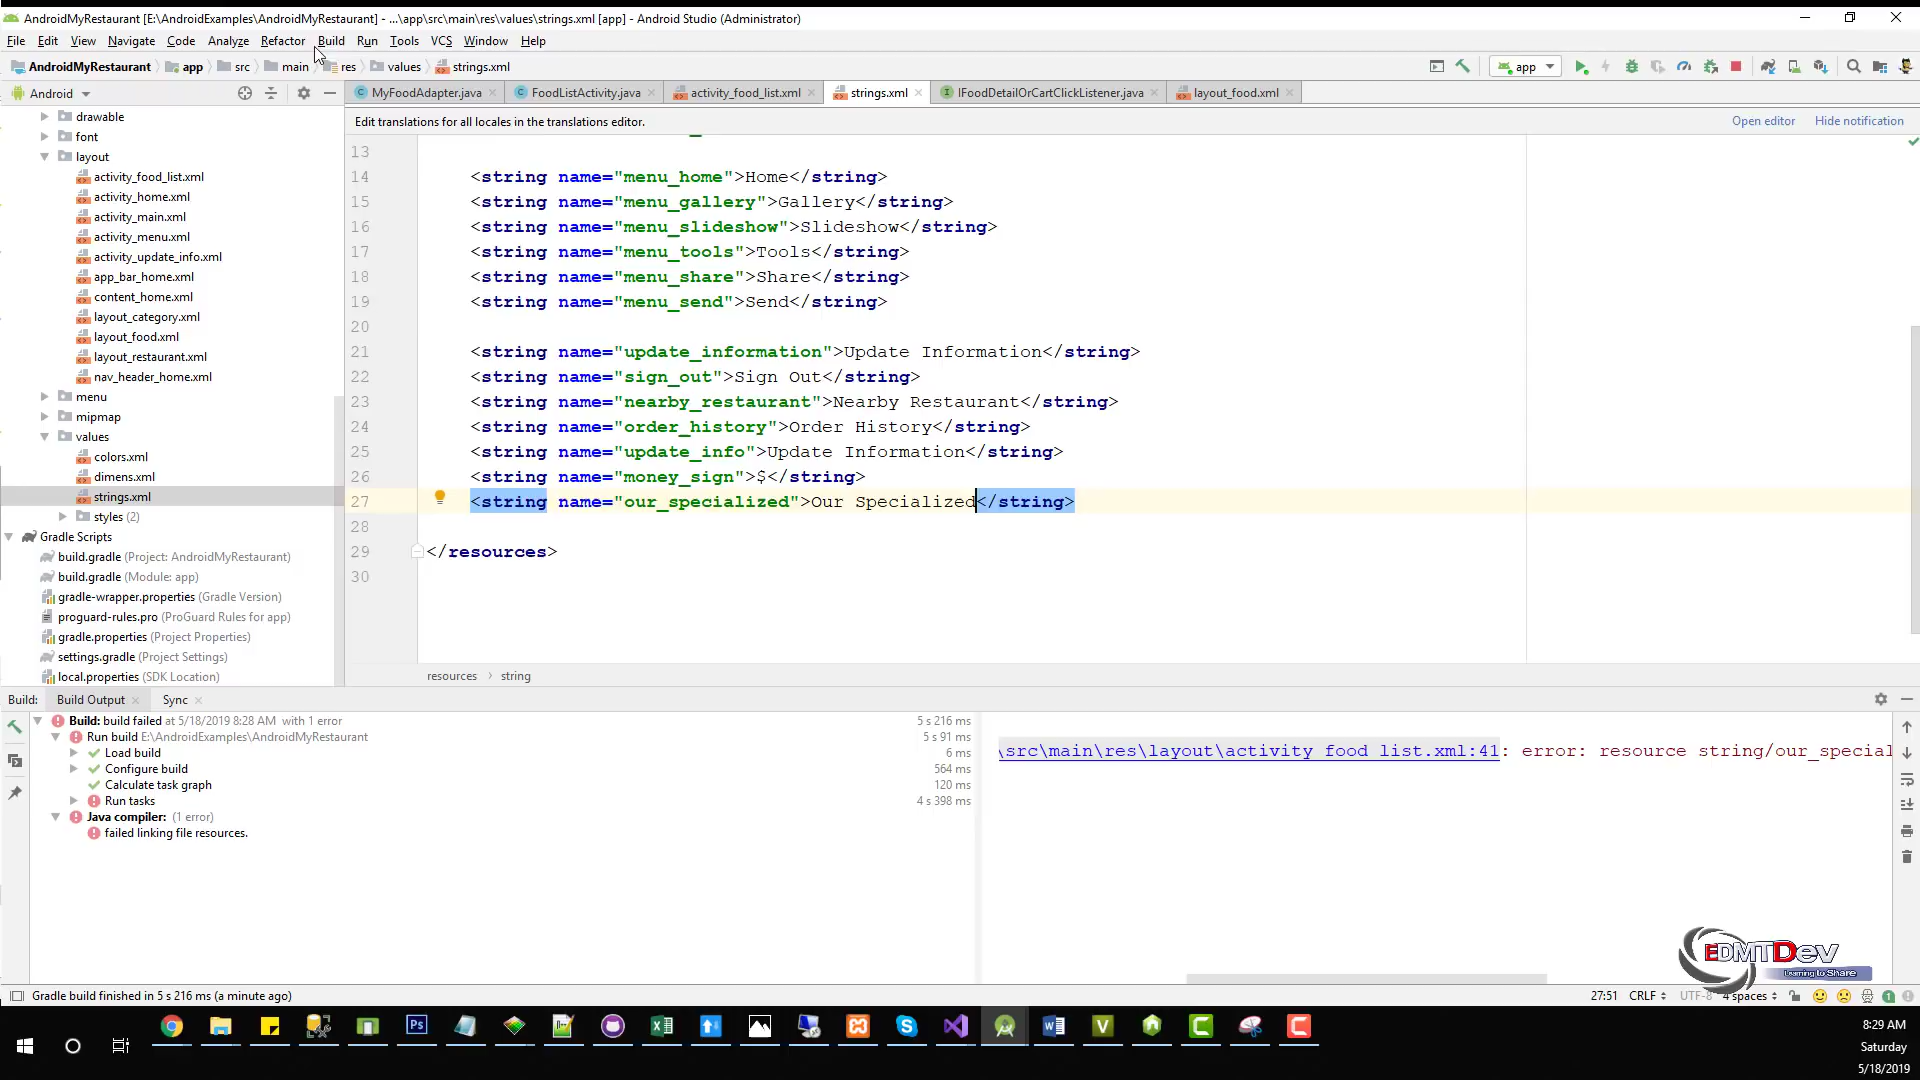 AndroidMyRestaurant [E:\AndroidExamples\AndroidMyRestaurant] - ...\app\src\main\res\values\strings.xml [app] - Android Studio (Administrator)
File Edit View Navigate Code Analyze Refactor Build Run Tools VCS Window Help
AndroidMyRestaurant app src main res values strings.xml app
Android
MyFoodAdapter.java FoodListActivity.java activity_food_list.xml strings.xml IFoodDetailOrCartClickListener.java layout_food.xml
Edit translations for all locales in the translations editor. Open editor Hide notification
drawable
font
layout
activity_food_list.xml
activity_home.xml
activity_main.xml
activity_menu.xml
activity_update_info.xml
app_bar_home.xml
content_home.xml
layout_category.xml
layout_food.xml
layout_restaurant.xml
nav_header_home.xml
menu
mipmap
values
colors.xml
dimens.xml
strings.xml
styles (2)
Gradle Scripts
build.gradle (Project: AndroidMyRestaurant)
build.gradle (Module: app)
gradle-wrapper.properties (Gradle Version)
proguard-rules.pro (ProGuard Rules for app)
gradle.properties (Project Properties)
settings.gradle (Project Settings)
local.properties (SDK Location)
13
14 <string name="menu_home">Home</string>
15 <string name="menu_gallery">Gallery</string>
16 <string name="menu_slideshow">Slideshow</string>
17 <string name="menu_tools">Tools</string>
18 <string name="menu_share">Share</string>
19 <string name="menu_send">Send</string>
20
21 <string name="update_information">Update Information</string>
22 <string name="sign_out">Sign Out</string>
23 <string name="nearby_restaurant">Nearby Restaurant</string>
24 <string name="order_history">Order History</string>
25 <string name="update_info">Update Information</string>
26 <string name="money_sign">$</string>
27 <string name="our_specialized">Our Specialized</string>
28
29 </resources>
30
resources › string
Build: Build Output Sync
Build: build failed at 5/18/2019 8:28 AM with 1 error 5 s 216 ms
Run build E:\AndroidExamples\AndroidMyRestaurant 5 s 91 ms
Load build 6 ms
Configure build 564 ms
Calculate task graph 120 ms
Run tasks 4 s 398 ms
Java compiler: (1 error)
failed linking file resources.
\src\main\res\layout\activity_food_list.xml:41: error: resource string/our_special
EDMTDev
Learning to Share
Gradle build finished in 5 s 216 ms (a minute ago) 27:51 CRLF UTF-8 4 spaces 1
8:29 AM
Saturday
5/18/2019